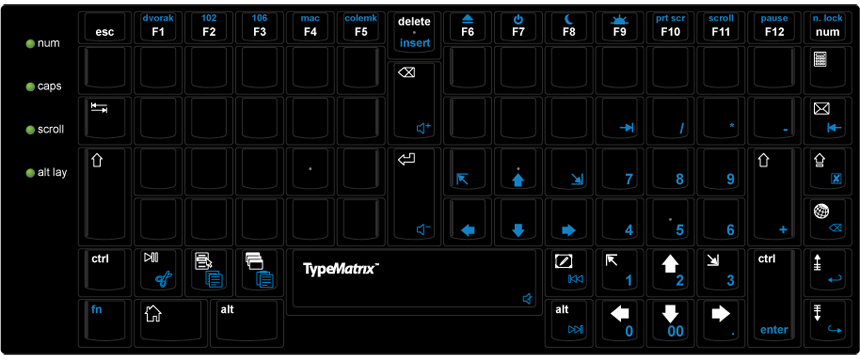 dvorak 102 106 mac colemk delete prt scr scroll pause n. lock
esc F1 F2 F3 F4 F5 insert F6 F7 F8 F9 F10 F11 F12 num
num
caps
scroll / * -
alt lay
7 8 9
4 5 6 +
ctrl TypeMatrix™ 1 2 3 ctrl
fn alt alt 0 00 . enter